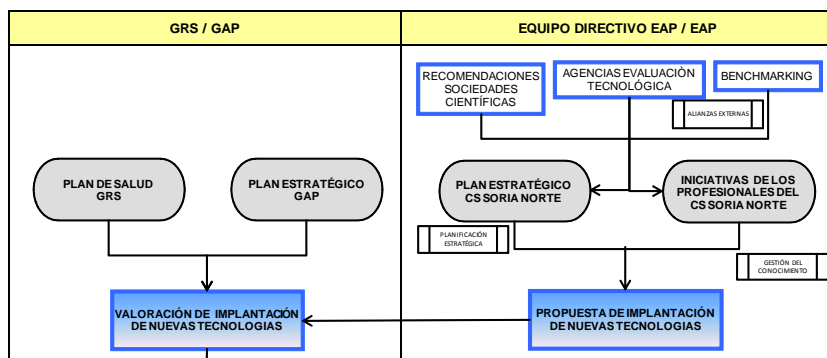 GRS / GAP
EQUIPO DIRECTIVO EAP / EAP
RECOMENDACIONES
SOCIEDADES
CIENTÍFICAS
AGENCIAS EVALUACIÒN
TECNOLÓGICA
BENCHMARKING
ALIANZAS EXTERNAS
PLAN DE SALUD
GRS
PLAN ESTRATÉGICO
GAP
PLAN ESTRATÉGICO
CS SORIA NORTE
INICIATIVAS DE LOS
PROFESIONALES DEL
CS SORIA NORTE
PLANIFICACIÓN
ESTRATÉGICA
GESTIÓN DEL
CONOCIMIENTO
VALORACIÓN DE IMPLANTACIÓN
DE NUEVAS TECNOLOGIAS
PROPUESTA DE IMPLANTACIÓN
DE NUEVAS TECNOLOGIAS